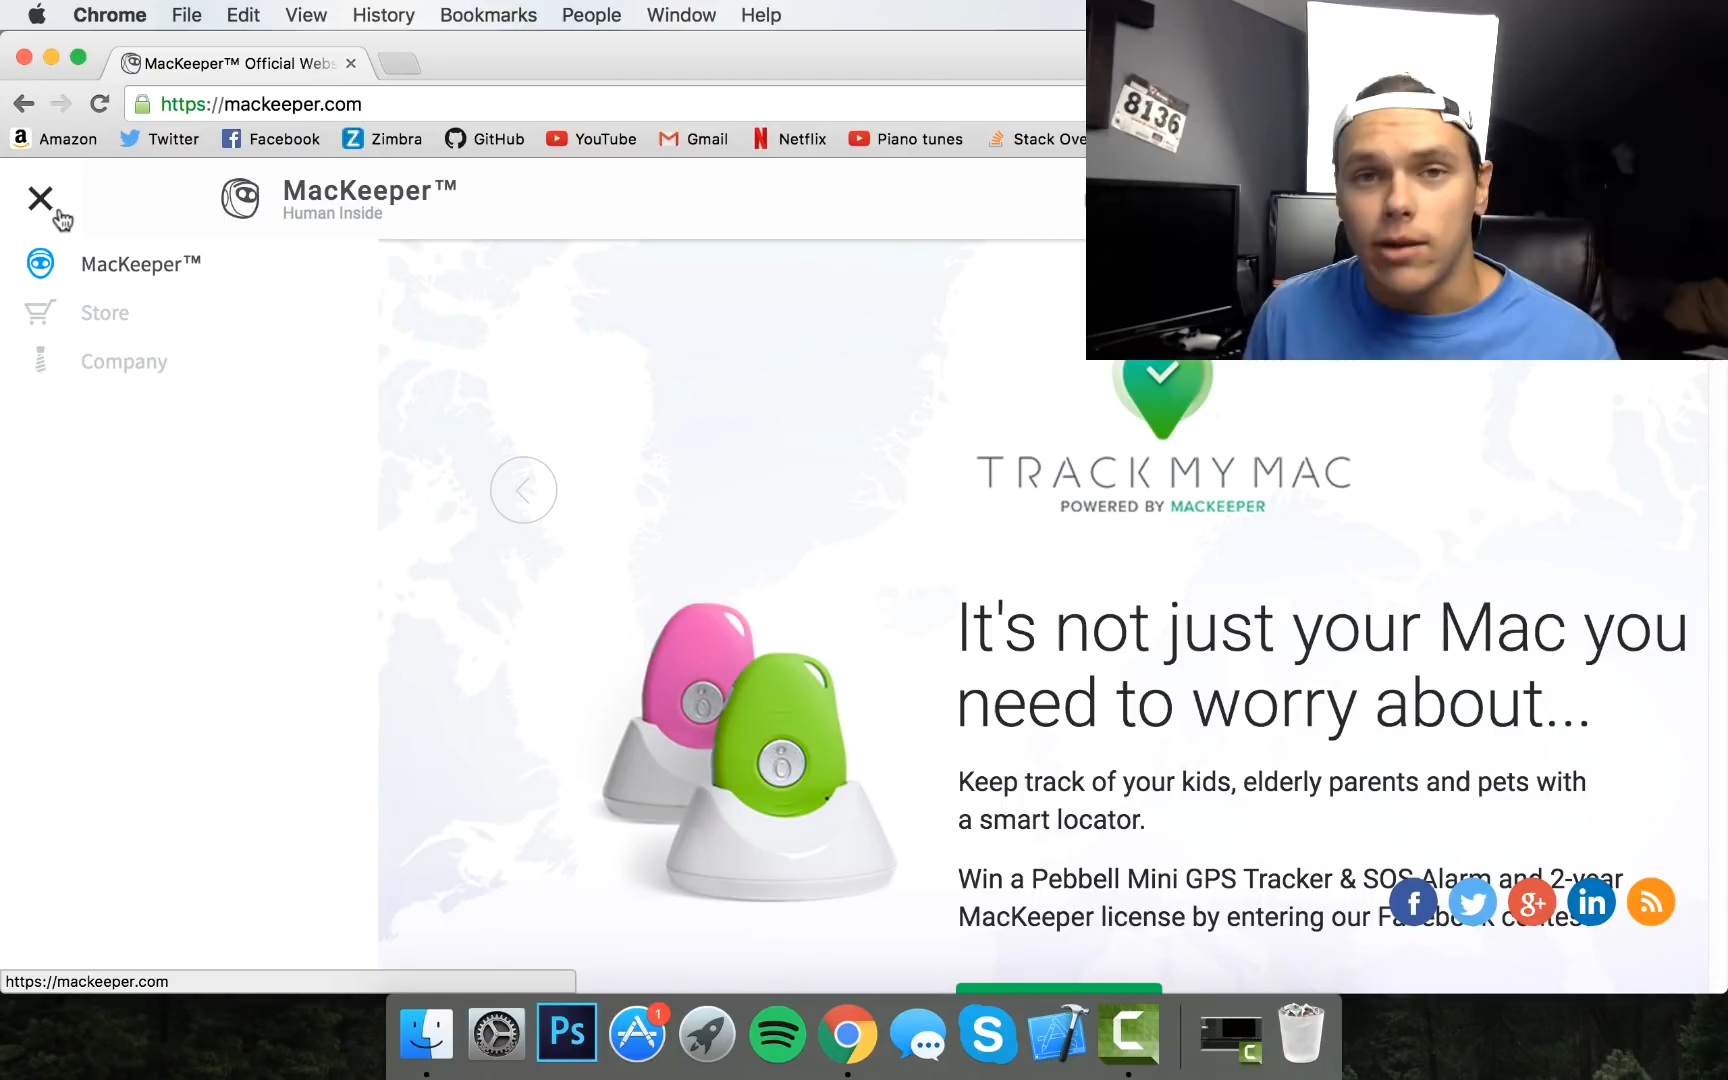 Chrome File Edit View History Bookmarks People Window Help
MacKeeper™ Official Webs
https://mackeeper.com
Amazon Twitter Facebook Zimbra GitHub YouTube Gmail Netflix Piano tunes Stack Ove
8136
MacKeeper™
Human Inside
MacKeeper™
Store
Company
TRACK MY MAC
POWERED BY MACKEEPER
It's not just your Mac you
need to worry about...
Keep track of your kids, elderly parents and pets with
a smart locator.
Win a Pebbell Mini GPS Tracker & SOS Alarm and 2-year
MacKeeper license by entering our Facebook contes
https://mackeeper.com
1
Ps